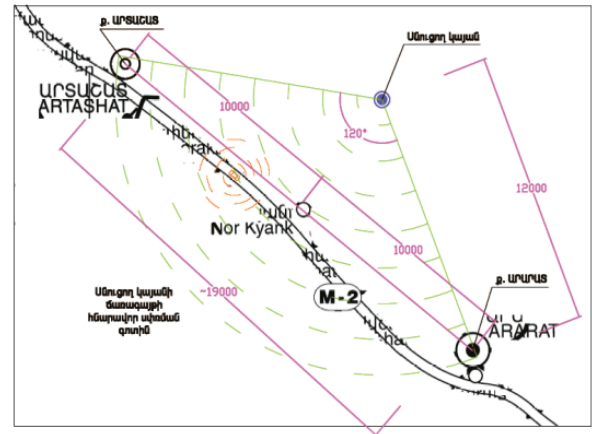 ք. ԱՐՏԱՇԱՏ
Սնուցող կայան
ԱՐՏԱՇԱՏ
ARTASHAT
10000
120°
12000
Nor Kyank
10000
~19000
M-2
ք. ԱՐԱՐԱՏ
ARARAT
Սնուցող կայանի
ճառագայթի
հնարավոր սփռման
գոտին